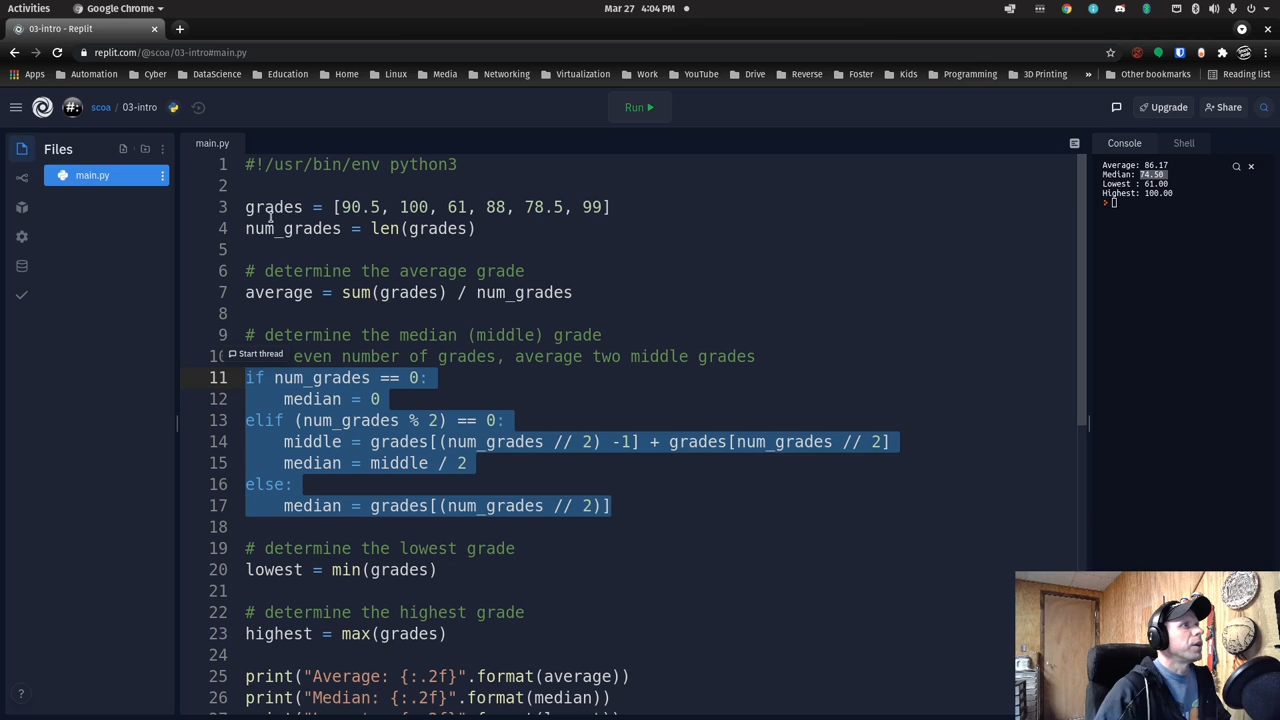 Activities
Google Chrome
Mar 27 4:04 PM
03-intro - Replit
replit.com/@scoa/03-intro#main.py
Apps Automation Cyber DataScience Education Home Linux Media Networking Virtualization Work YouTube Drive Reverse Foster Kids Programming 3D Printing » Other bookmarks Reading list
scoa / 03-intro
Run
Upgrade
Share
Files
main.py
main.py
Console
Shell
1 #!/usr/bin/env python3
2
3 grades = [90.5, 100, 61, 88, 78.5, 99]
4 num_grades = len(grades)
5
6 # determine the average grade
7 average = sum(grades) / num_grades
8
9 # determine the median (middle) grade
Start thread
10 even number of grades, average two middle grades
11 if num_grades == 0:
12 median = 0
13 elif (num_grades % 2) == 0:
14 middle = grades[(num_grades // 2) -1] + grades[num_grades // 2]
15 median = middle / 2
16 else:
17 median = grades[(num_grades // 2)]
18
19 # determine the lowest grade
20 lowest = min(grades)
21
22 # determine the highest grade
23 highest = max(grades)
24
25 print("Average: {:.2f}".format(average))
26 print("Median: {:.2f}".format(median))
27
Average: 86.17
Median: 74.50
Lowest : 61.00
Highest: 100.00
>
?